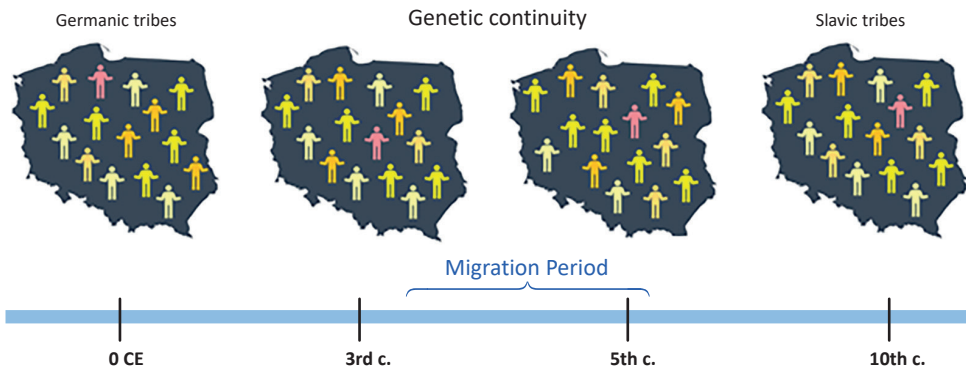 Germanic tribes
Genetic continuity
Slavic tribes
Migration Period
0 CE
3rd c.
5th c.
10th c.